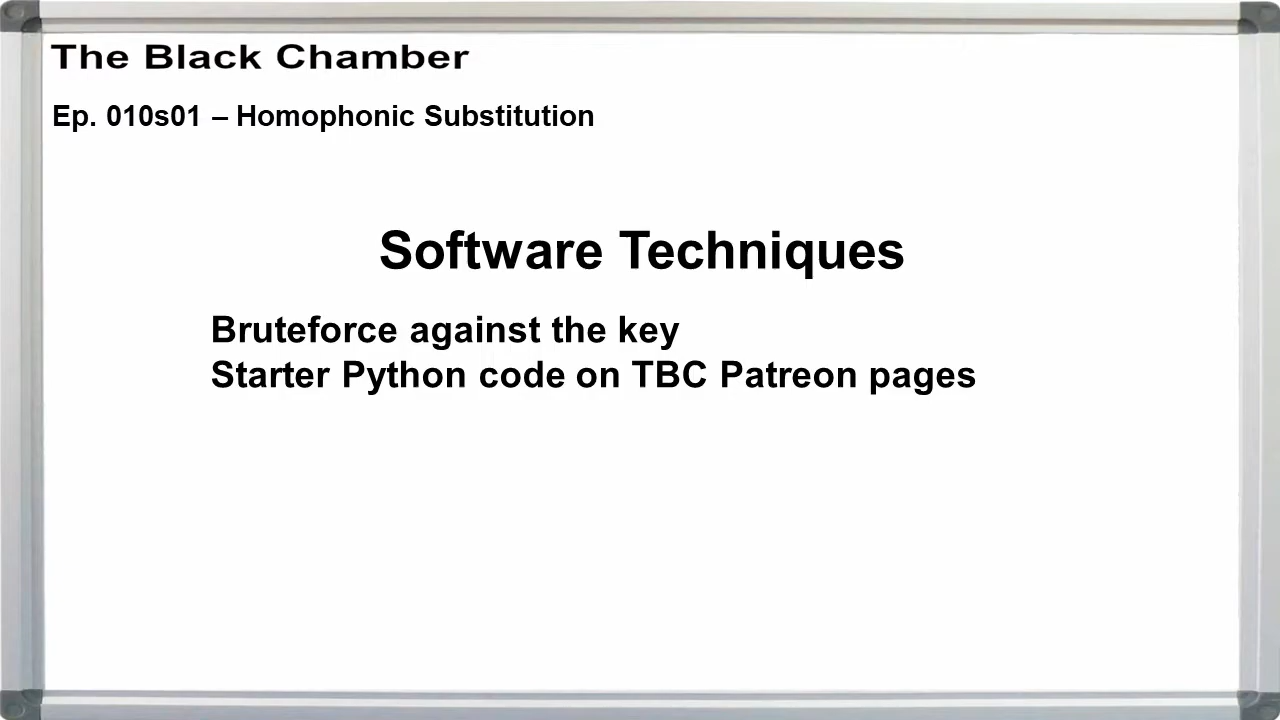 The Black Chamber
Ep. 010s01 – Homophonic Substitution
Software Techniques
Bruteforce against the key
Starter Python code on TBC Patreon pages